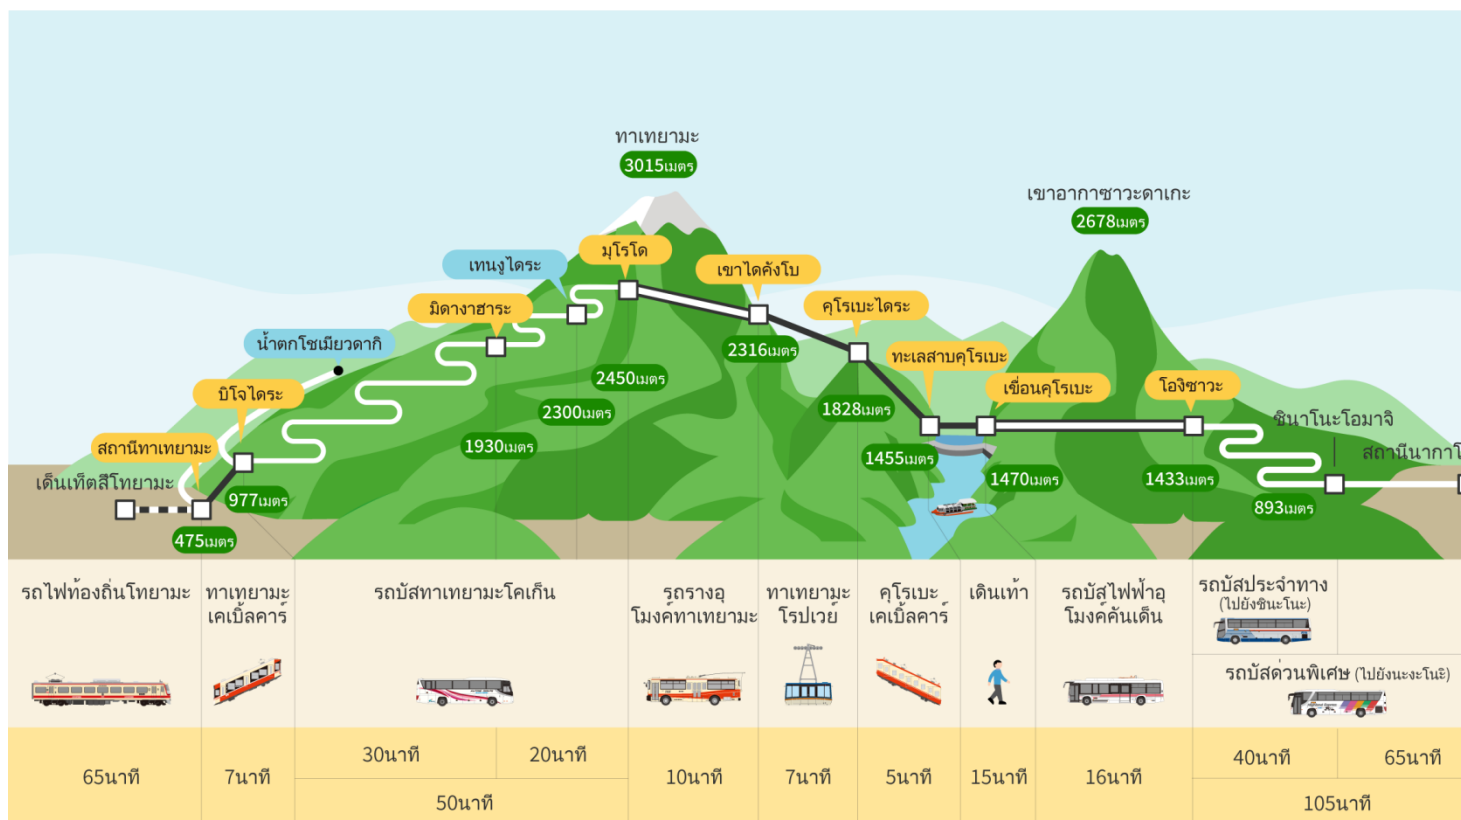 ทาเทยามะ
3015เมตร
เขาอากาซาวะดาเกะ
2678เมตร
มุโรโด
เทนงูไดระ
เขาไดคังโบ
มิดางาฮาระ
คุโรเบะไดระ
น้ำตกโชเมียวดากิ
2316เมตร
ทะเลสาบคุโรเบะ
2450เมตร
บิโจไดระ
เขื่อนคุโรเบะ
โองิซาวะ
2300เมตร
1828เมตร
ชินาโนะโอมาจิ
สถานีทาเทยามะ
1930เมตร
สถานีนากาโ
1455เมตร
เด็นเท็ตสึโทยามะ
977เมตร
1470เมตร
1433เมตร
893เมตร
475เมตร
รถไฟท้องถิ่นโทยามะ
ทาเทยามะ
เคเบิ้ลคาร์
รถบัสทาเทยามะโคเก็น
รถรางอุ
โมงค์ทาเทยามะ
ทาเทยามะ
โรปเวย์
คุโรเบะ
เคเบิ้ลคาร์
เดินเท้า
รถบัสไฟฟ้าอุ
โมงค์คันเด็น
รถบัสประจำทาง
(ไปยังชินะโนะ)
รถบัสด่วนพิเศษ (ไปยังนะงะโนะ)
65นาที
7นาที
30นาที
20นาที
50นาที
10นาที
7นาที
5นาที
15นาที
16นาที
40นาที
65นาที
105นาที